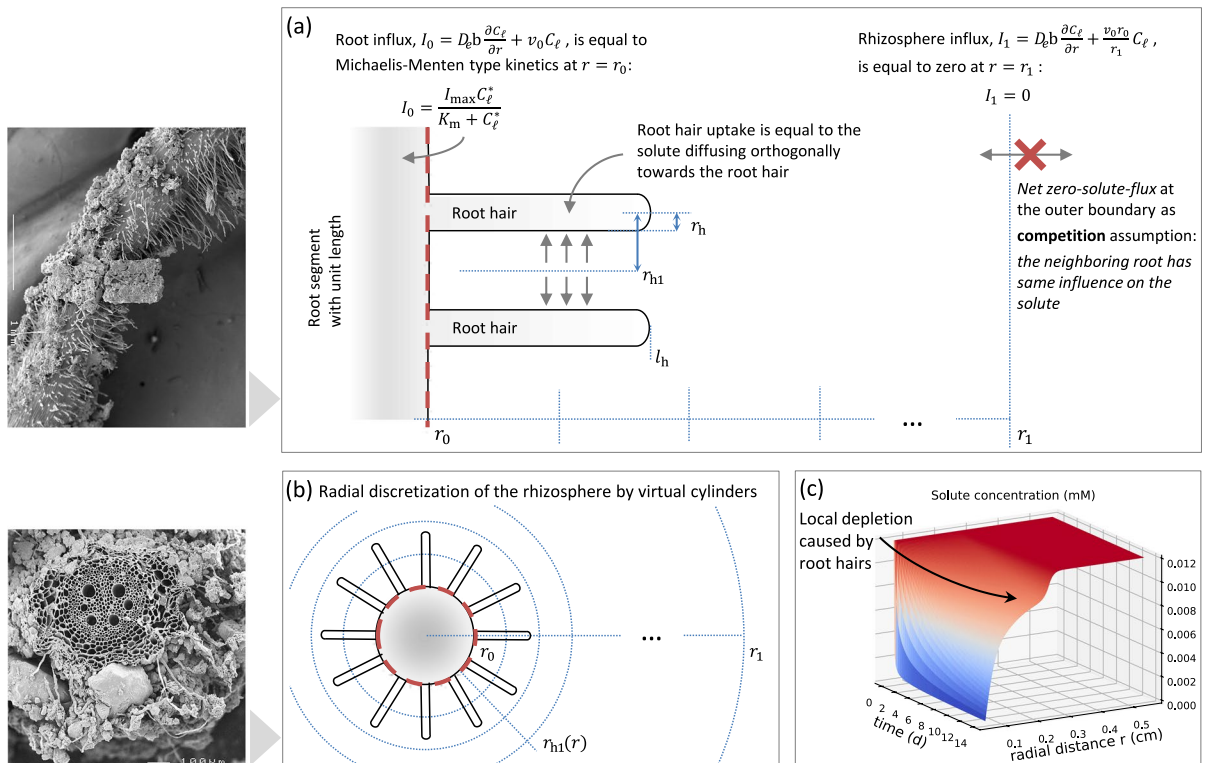 (a)
Root influx, I₀ = Dₑb ∂Cℓ/∂r + v₀Cℓ , is equal to
Michaelis-Menten type kinetics at r = r₀:
I₀ = Imax Cℓ* / (Km + Cℓ*)
Rhizosphere influx, I₁ = Dₑb ∂Cℓ/∂r + v₀r₀/r₁ Cℓ ,
is equal to zero at r = r₁ :
I₁ = 0
Root hair uptake is equal to the
solute diffusing orthogonally
towards the root hair
Root hair
rh
rh1
Root hair
lh
Root segment
with unit length
Net zero-solute-flux at
the outer boundary as
competition assumption:
the neighboring root has
same influence on the
solute
r₀
...
r₁
1mm
(b) Radial discretization of the rhizosphere by virtual cylinders
r₀
...
r₁
rh1(r)
100µm
(c)
Solute concentration (mM)
Local depletion
caused by
root hairs
0.012
0.010
0.008
0.006
0.004
0.002
0.000
0 2 4 6 8 10 12 14
time (d)
0.1 0.2 0.3 0.4 0.5
radial distance r (cm)